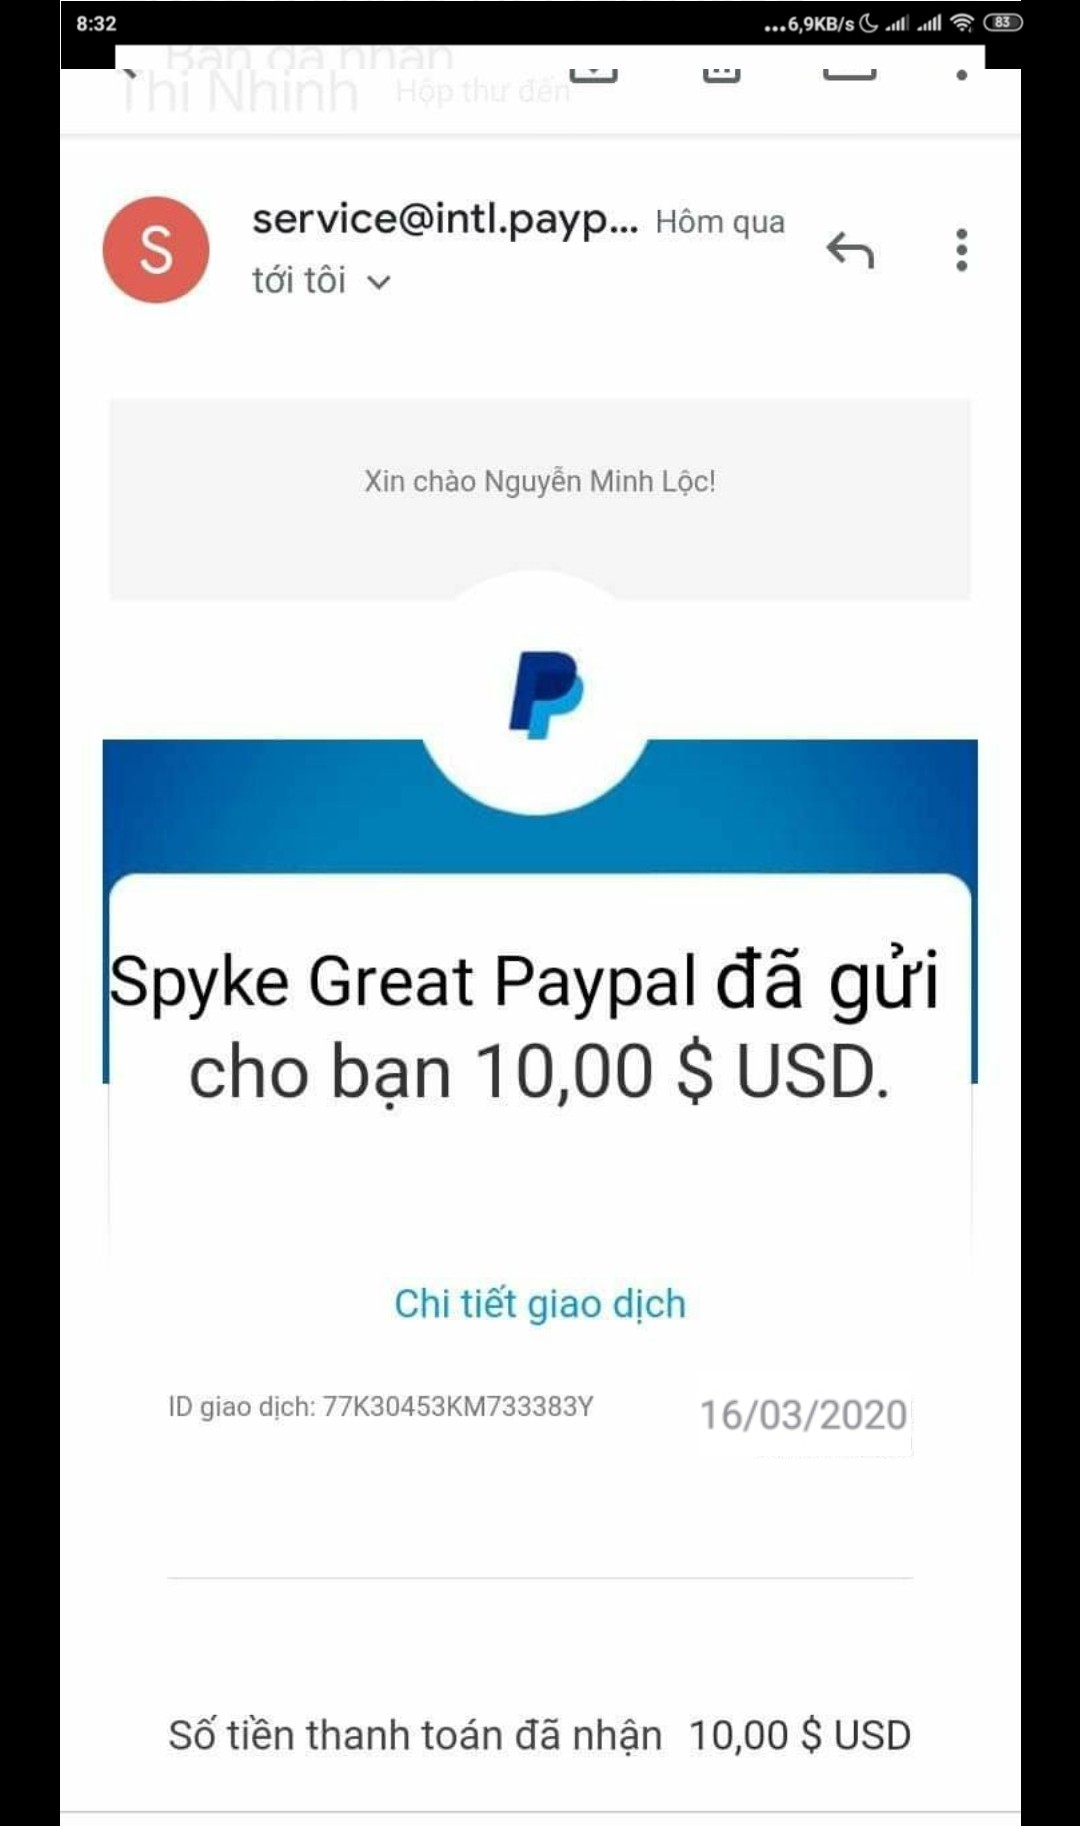 8:32
...6,9KB/s
83
Bạn đã nhận
Thi Nhinh Hộp thư đến
S
service@intl.payp... Hôm qua
tới tôi
Xin chào Nguyễn Minh Lộc!
Spyke Great Paypal đã gửi
cho bạn 10,00 $ USD.
Chi tiết giao dịch
ID giao dịch: 77K30453KM733383Y
16/03/2020
Số tiền thanh toán đã nhận 10,00 $ USD